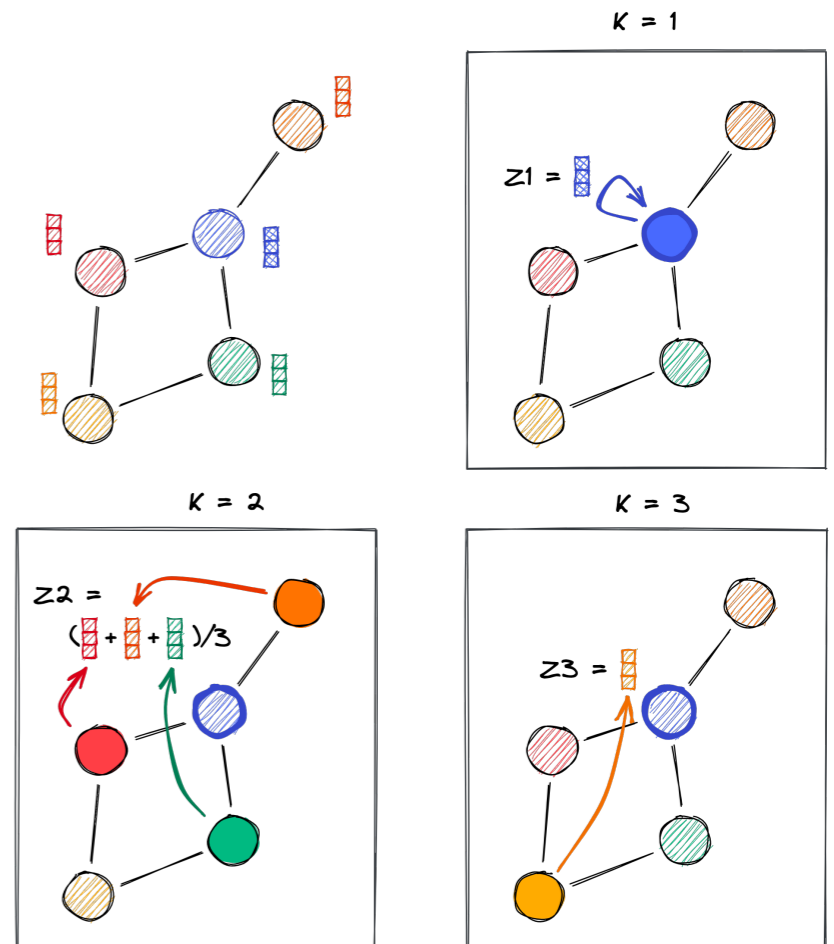 K = 1
Z1 =
K = 2
K = 3
Z2 =
( + + )/3
Z3 =